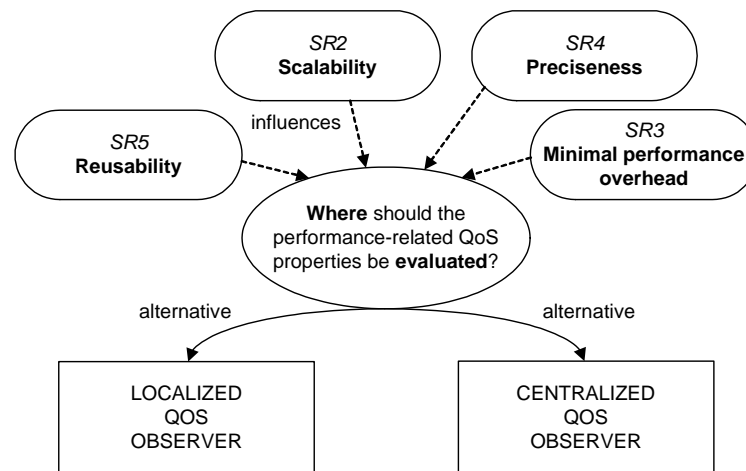 SR2
Scalability
SR4
Preciseness
influences
SR5
Reusability
SR3
Minimal performance
overhead
Where should the
performance-related QoS
properties be evaluated?
alternative
alternative
LOCALIZED
QOS
OBSERVER
CENTRALIZED
QOS
OBSERVER